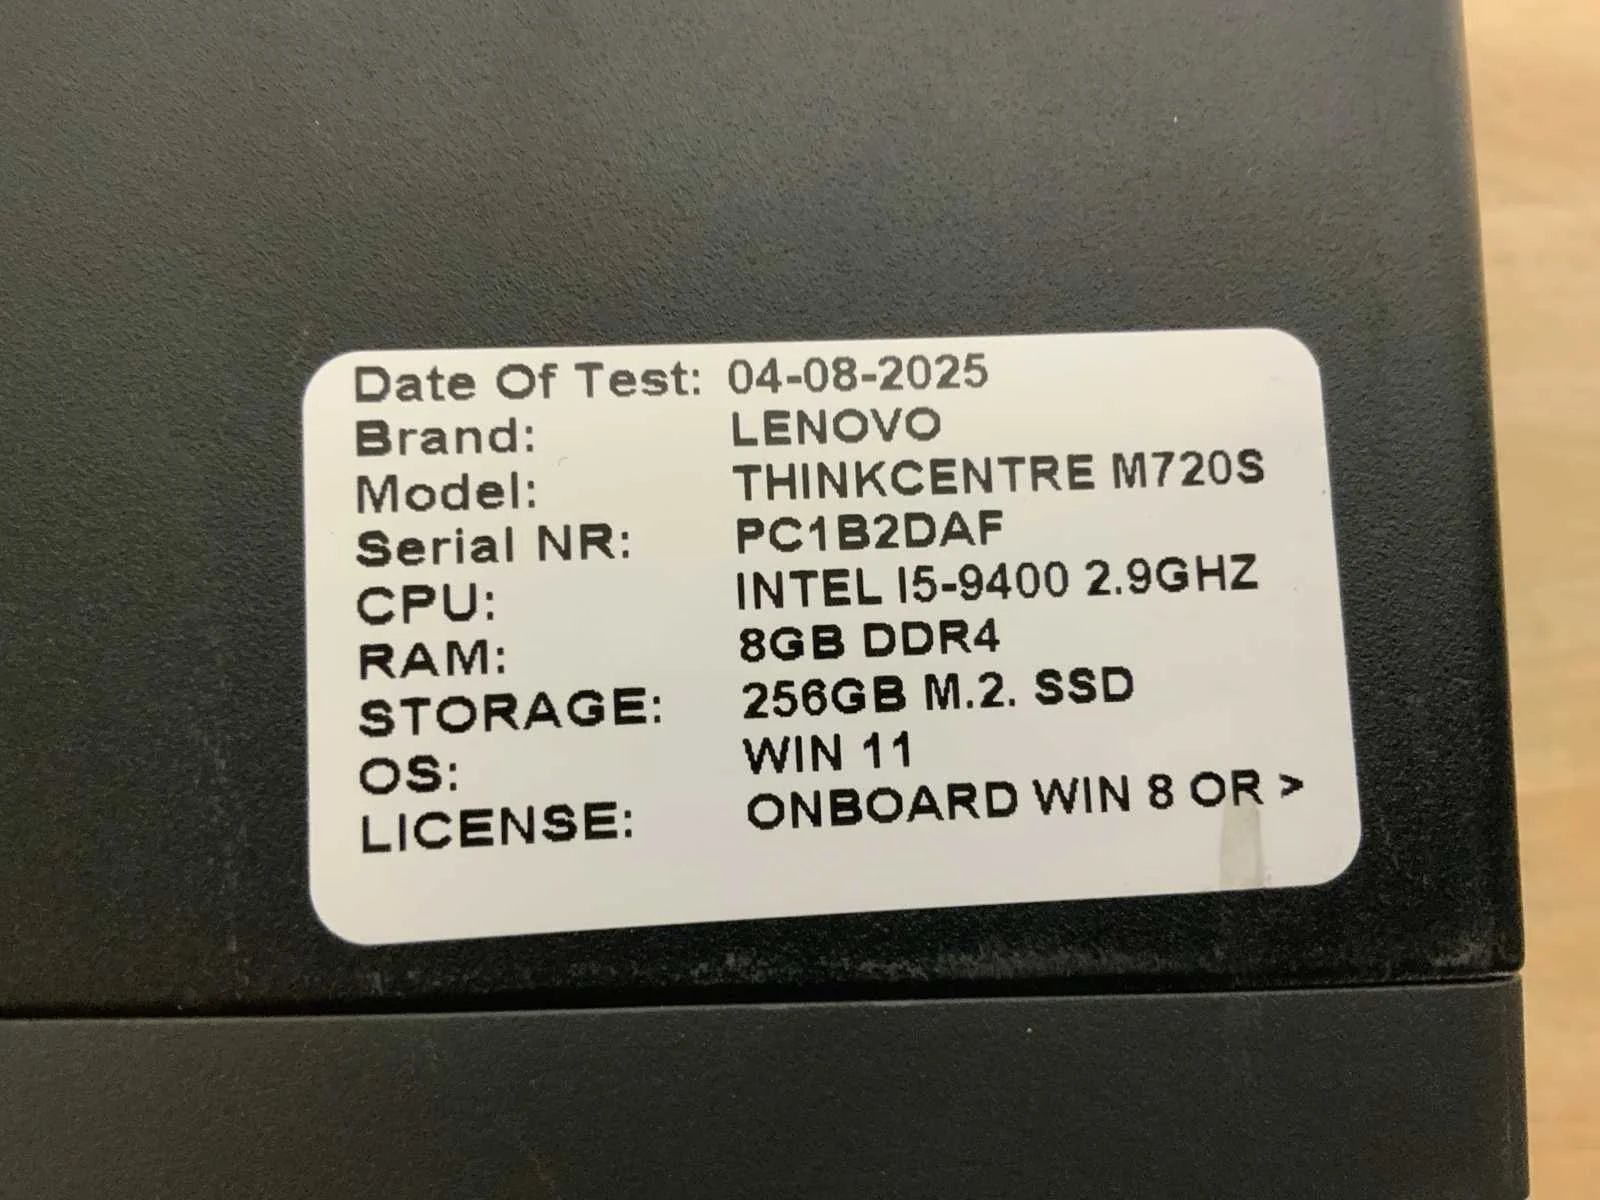 Date Of Test: 04-08-2025
Brand: LENOVO
Model: THINKCENTRE M720S
Serial NR: PC1B2DAF
CPU: INTEL I5-9400 2.9GHZ
RAM: 8GB DDR4
STORAGE: 256GB M.2. SSD
OS: WIN 11
LICENSE: ONBOARD WIN 8 OR >